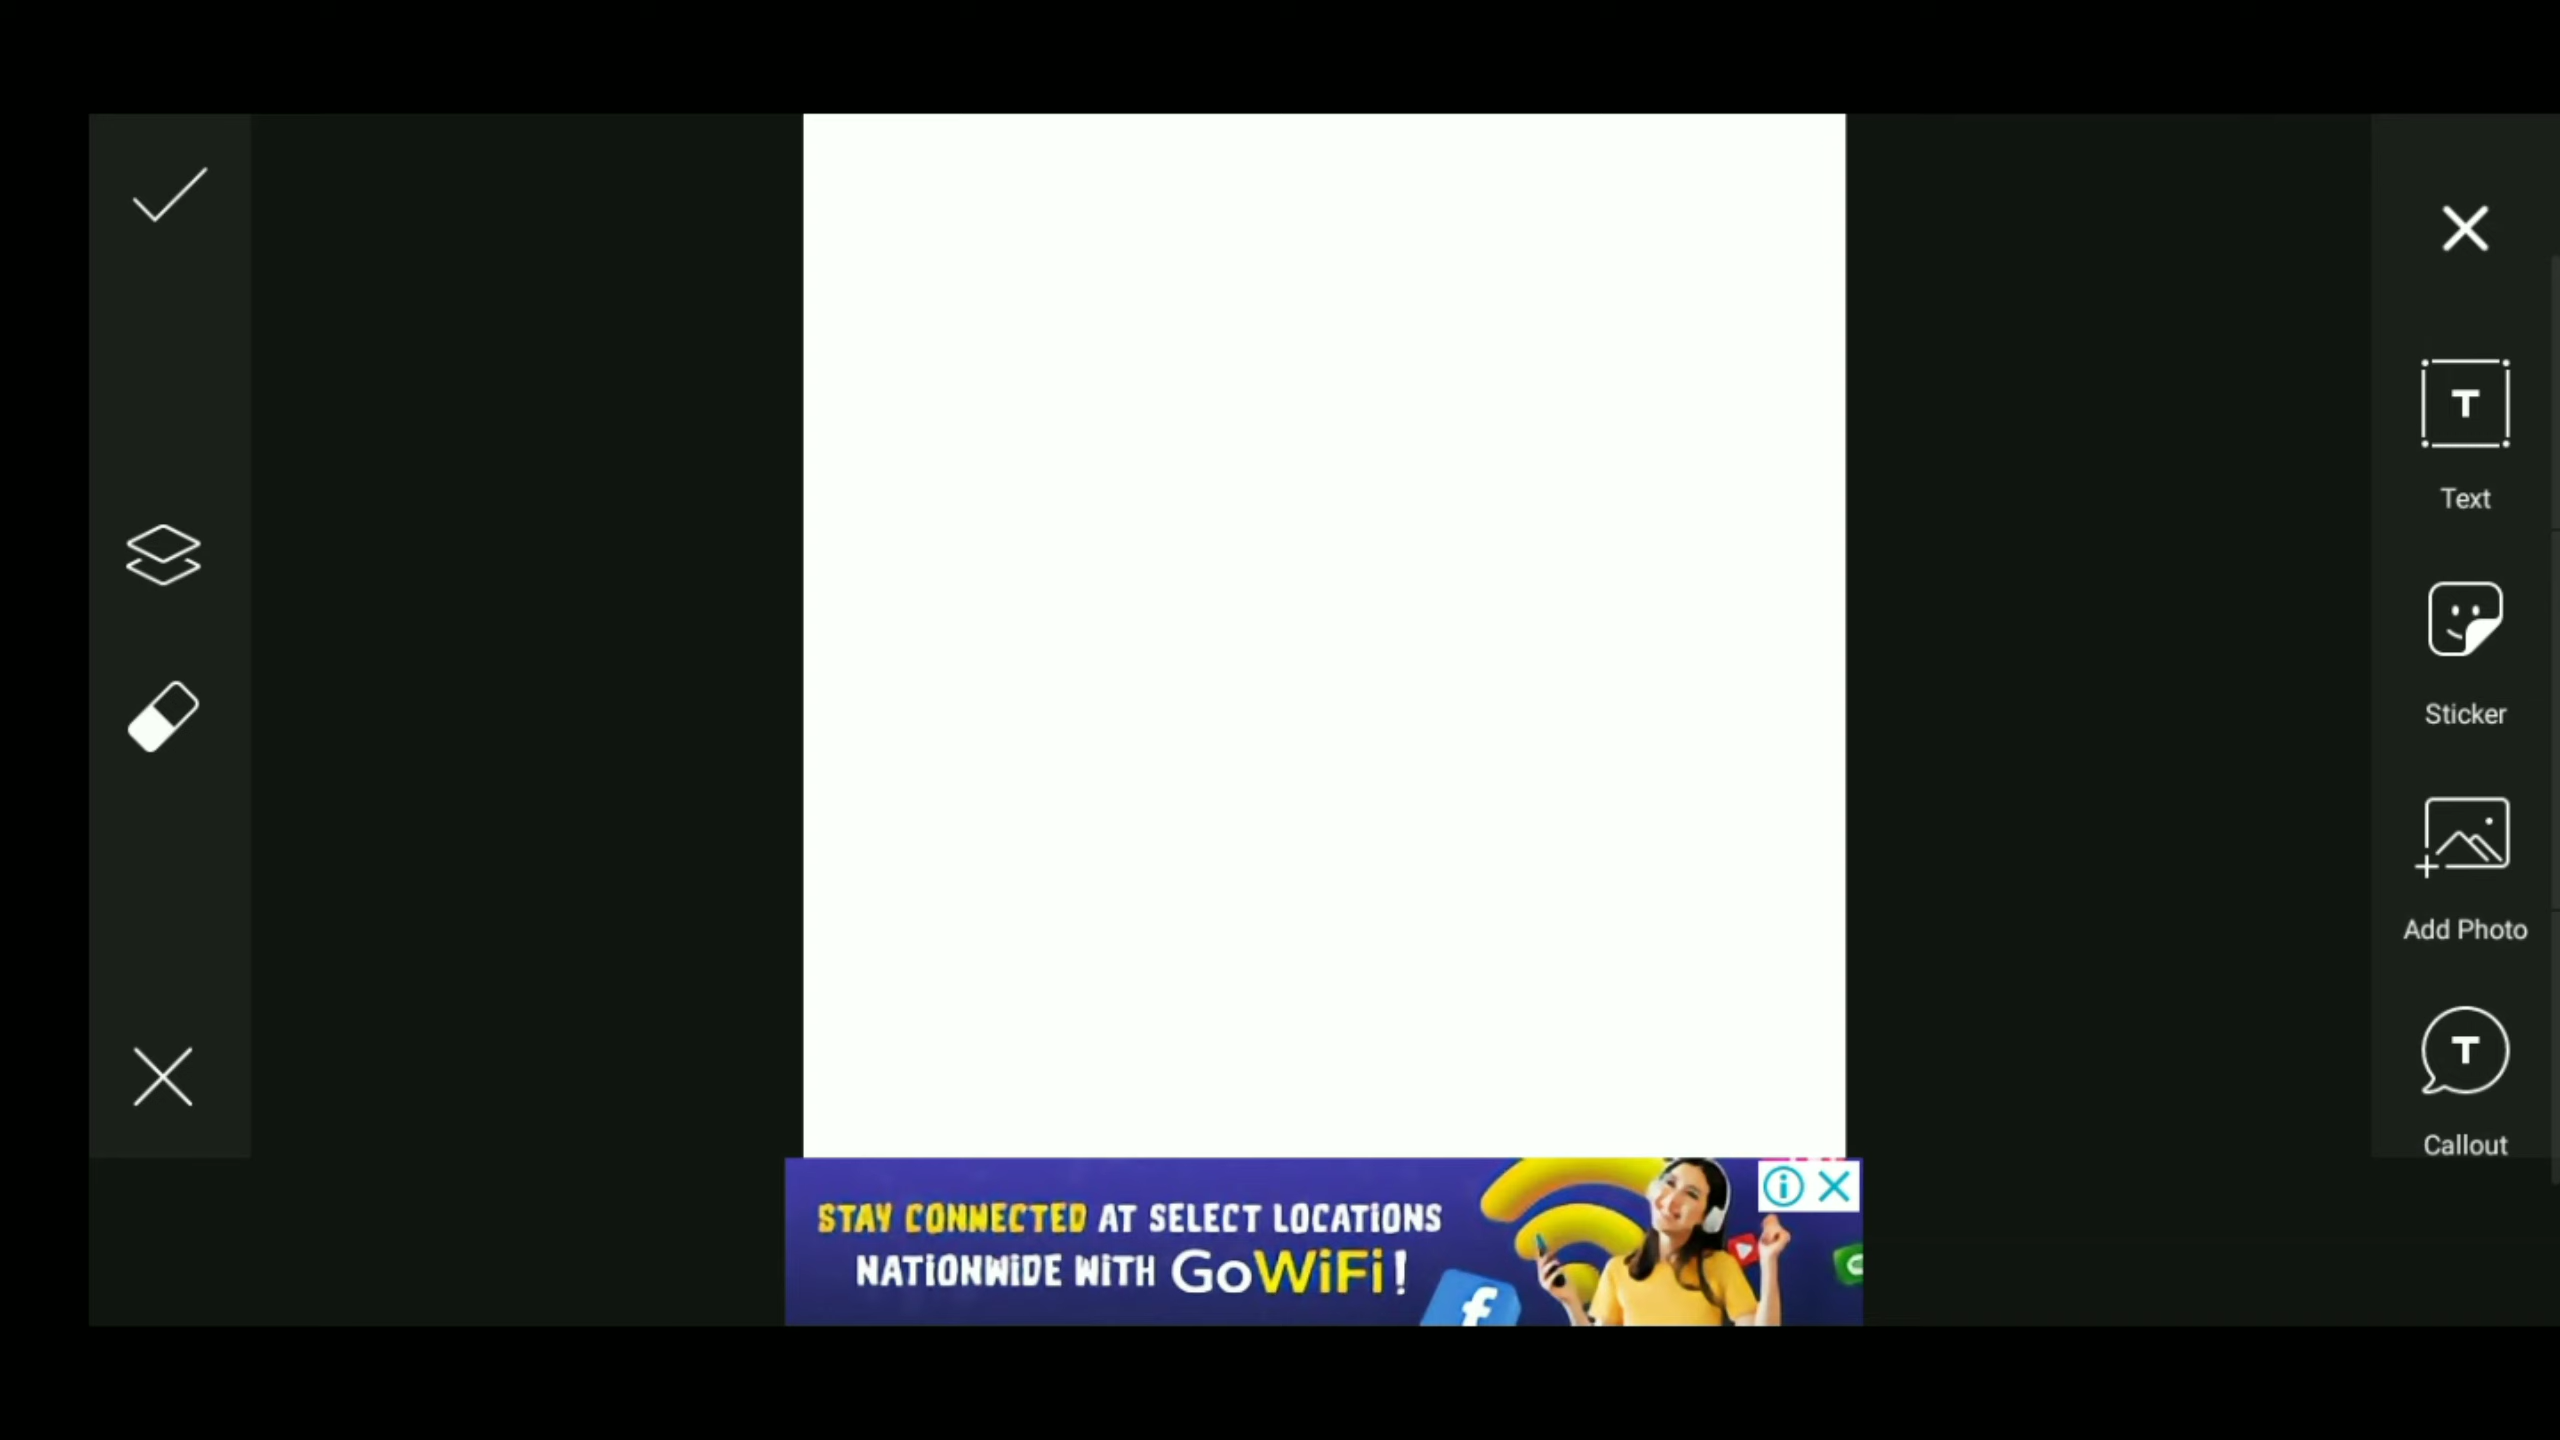 T
Text
Sticker
Add Photo
T
Callout
STAY CONNECTED AT SELECT LOCATIONS
NATIONWIDE WITH GoWiFi!